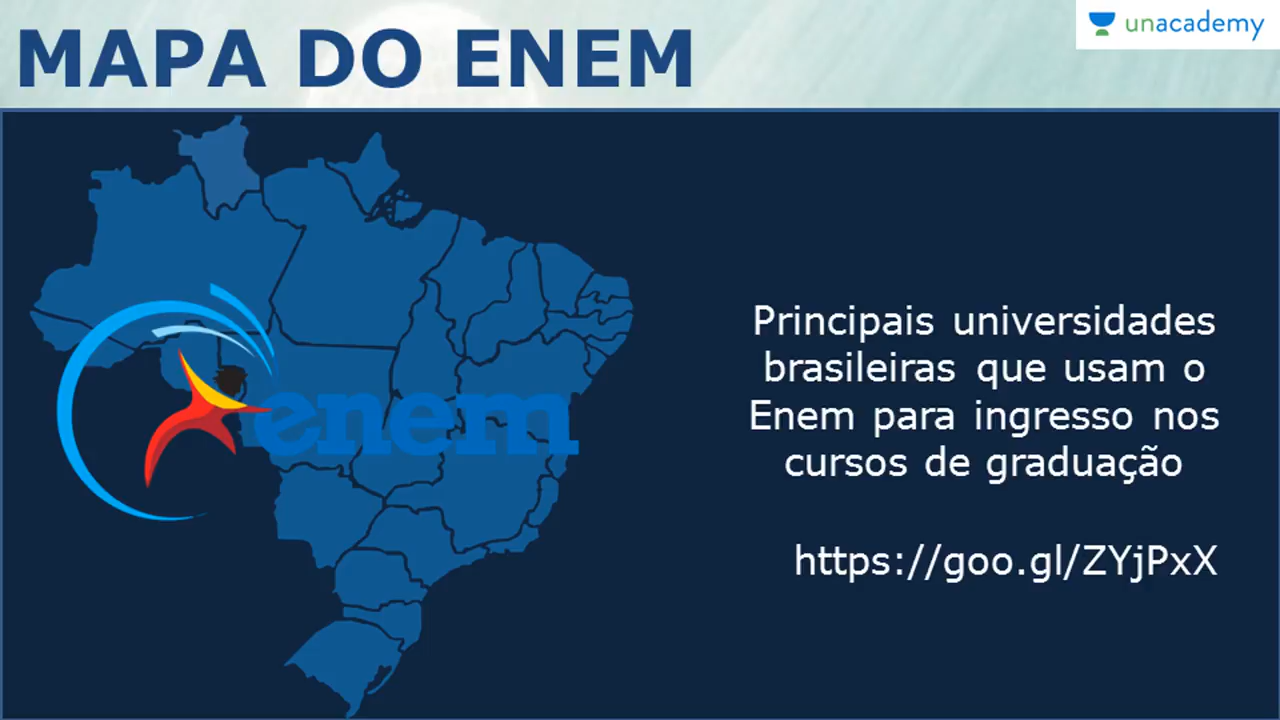 MAPA DO ENEM
unacademy
enem
Principais universidades
brasileiras que usam o
Enem para ingresso nos
cursos de graduação
https://goo.gl/ZYjPxX